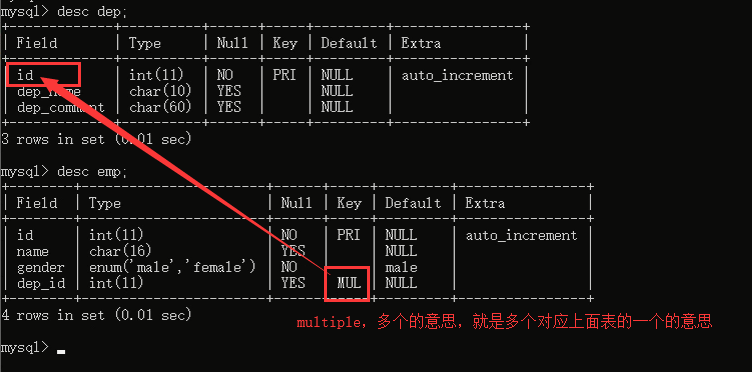 mysql> desc dep;
+-------------+----------+------+-----+---------+----------------+
| Field | Type | Null | Key | Default | Extra |
+-------------+----------+------+-----+---------+----------------+
| id | int(11) | NO | PRI | NULL | auto_increment |
| dep_name | char(10) | YES | | NULL | |
| dep_comment | char(60) | YES | | NULL | |
+-------------+----------+------+-----+---------+----------------+
3 rows in set (0.01 sec)
mysql> desc emp;
+--------+-----------------------+------+-----+---------+----------------+
| Field | Type | Null | Key | Default | Extra |
+--------+-----------------------+------+-----+---------+----------------+
| id | int(11) | NO | PRI | NULL | auto_increment |
| name | char(16) | YES | | NULL | |
| gender | enum('male','female') | NO | | male | |
| dep_id | int(11) | YES | MUL | NULL | |
+--------+-----------------------+------+-----+---------+----------------+
4 rows in set (0.01 sec)
multiple，多个的意思，就是多个对应上面表的一个的意思
mysql> _